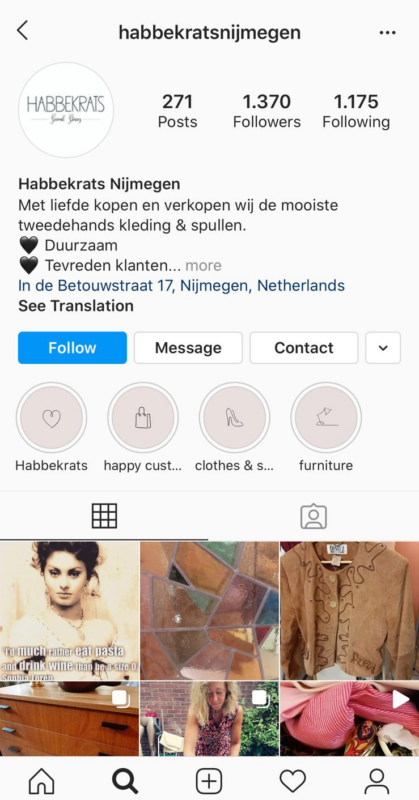 habbekratsnijmegen
HABBEKRATS
271
Posts
1.370
Followers
1.175
Following
Habbekrats Nijmegen
Met liefde kopen en verkopen wij de mooiste
tweedehands kleding & spullen.
🖤 Duurzaam
🖤 Tevreden klanten... more
In de Betouwstraat 17, Nijmegen, Netherlands
See Translation
Follow
Message
Contact
Habbekrats
happy cust...
clothes & s...
furniture
I'd much rather eat pasta
and drink wine than be a size 0
Sophia Loren